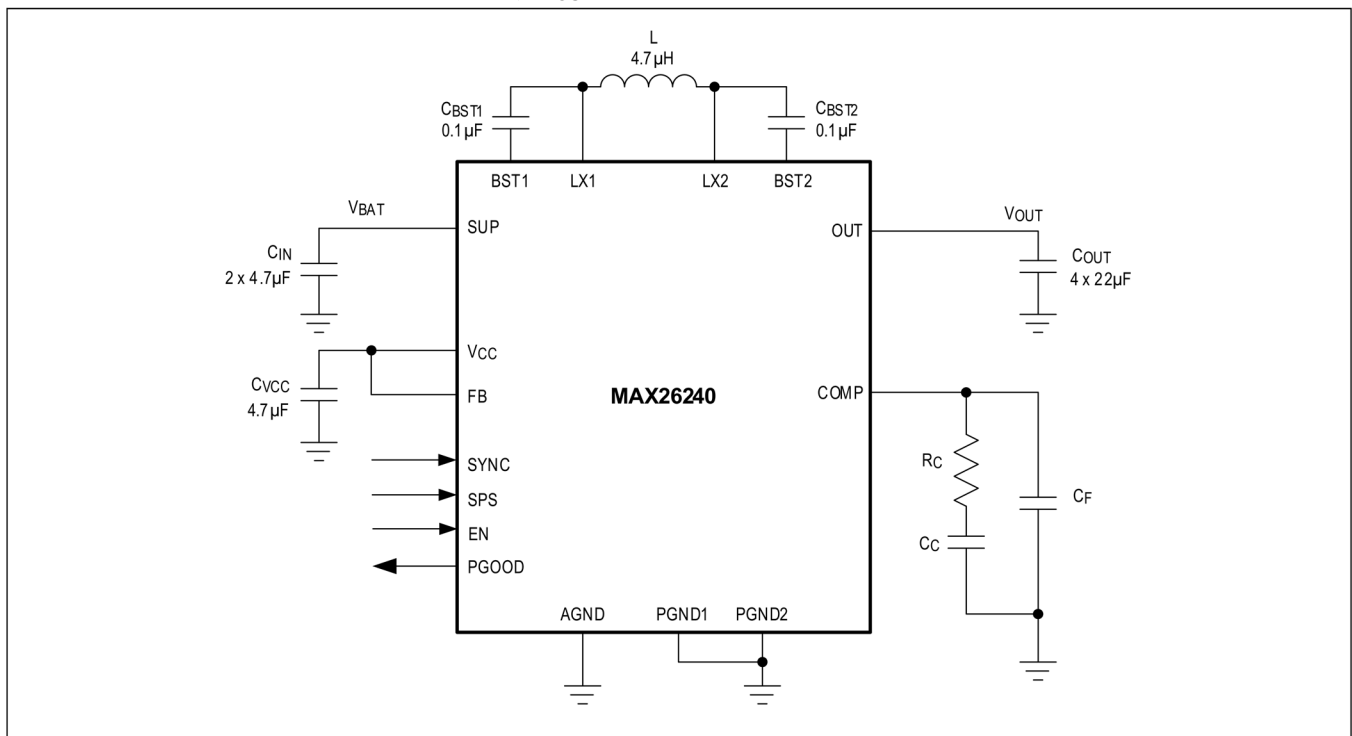 L
4.7µH
CBST1
0.1µF
CBST2
0.1µF
BST1 LX1 LX2 BST2
VBAT
SUP
VOUT
OUT
CIN
2 x 4.7µF
COUT
4 x 22µF
VCC
CVCC
4.7µF
FB
MAX26240
COMP
SYNC
SPS
EN
PGOOD
RC
CC
CF
AGND PGND1 PGND2